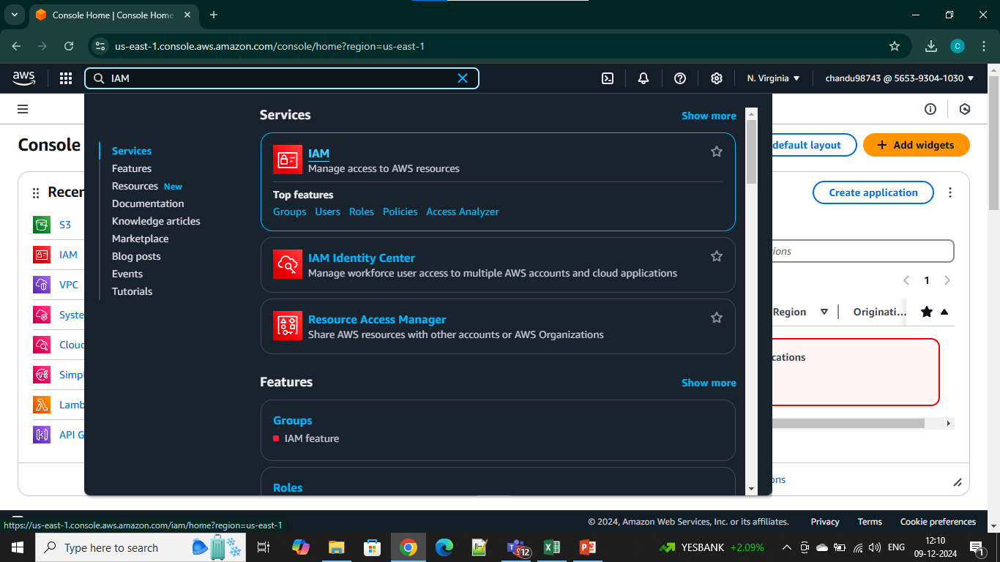 Console Home | Console Home
us-east-1.console.aws.amazon.com/console/home?region=us-east-1
C
aws
IAM
N. Virginia
chandu98743 @ 5653-9304-1030
Console
default layout
Add widgets
Services
Show more
Services
Features
Resources New
Documentation
Knowledge articles
Marketplace
Blog posts
Events
Tutorials
IAM
Manage access to AWS resources
Top features
Groups Users Roles Policies Access Analyzer
IAM Identity Center
Manage workforce user access to multiple AWS accounts and cloud applications
Resource Access Manager
Share AWS resources with other accounts or AWS Organizations
Features
Show more
Groups
IAM feature
Roles
Recen
S3
IAM
VPC
Syste
Cloud
Simpl
Lamb
API G
Create application
ions
1
Region
Originati...
cations
ons
https://us-east-1.console.aws.amazon.com/iam/home?region=us-east-1
© 2024, Amazon Web Services, Inc. or its affiliates.
Privacy
Terms
Cookie preferences
Type here to search
12
YESBANK +2.09%
ENG
12:10
09-12-2024
1